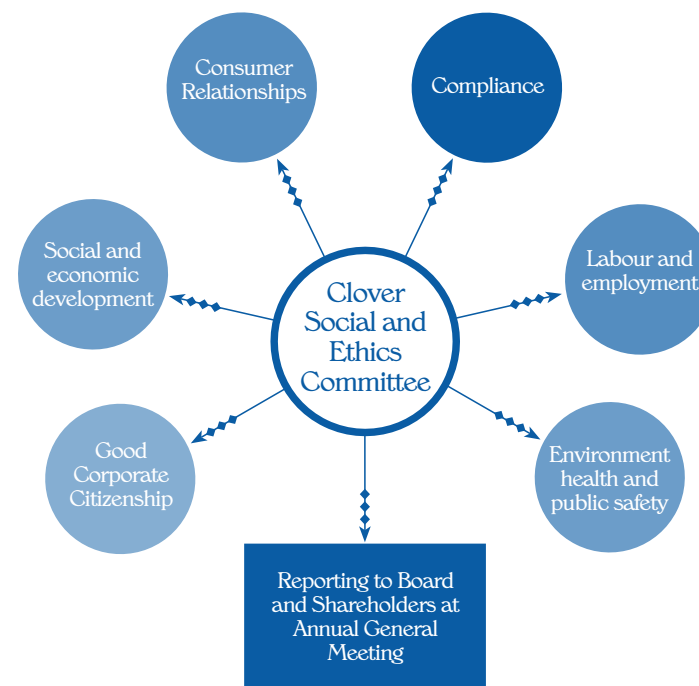 Consumer
Relationships
Compliance
Social and
economic
development
Labour and
employment
Clover
Social and
Ethics
Committee
Good
Corporate
Citizenship
Environment
health and
public safety
Reporting to Board
and Shareholders at
Annual General
Meeting